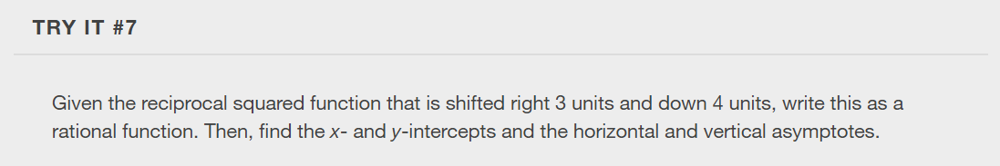 TRY IT #7
Given the reciprocal squared function that is shifted right 3 units and down 4 units, write this as a
rational function. Then, find the x- and y-intercepts and the horizontal and vertical asymptotes.